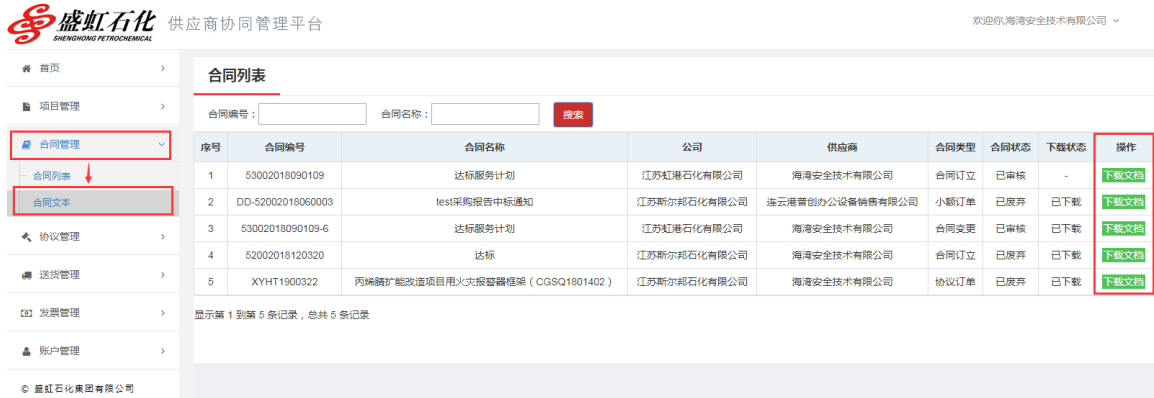 盛虹石化 供应商协同管理平台 欢迎你,海湾安全技术有限公司
SHENGHONG PETROCHEMICAL
首页
项目管理
合同管理
合同列表
合同文本
协议管理
送货管理
发票管理
账户管理
© 盛虹石化集团有限公司
合同列表
合同编号： 合同名称： 搜索
序号 合同编号 合同名称 公司 供应商 合同类型 合同状态 下载状态 操作
1 53002018090109 达标服务计划 江苏虹港石化有限公司 海湾安全技术有限公司 合同订立 已审核 - 下载文档
2 DD-52002018060003 test采购报告中标通知 江苏斯尔邦石化有限公司 连云港普创办公设备销售有限公司 小额订单 已废弃 已下载 下载文档
3 53002018090109-6 达标服务计划 江苏虹港石化有限公司 海湾安全技术有限公司 合同变更 已审核 已下载 下载文档
4 52002018120320 达标 江苏斯尔邦石化有限公司 海湾安全技术有限公司 合同订立 已废弃 已下载 下载文档
5 XYHT1900322 丙烯腈扩能改造项目用火灾报警器框架（CGSQ1801402） 江苏斯尔邦石化有限公司 海湾安全技术有限公司 协议订单 已废弃 已下载 下载文档
显示第 1 到第 5 条记录，总共 5 条记录